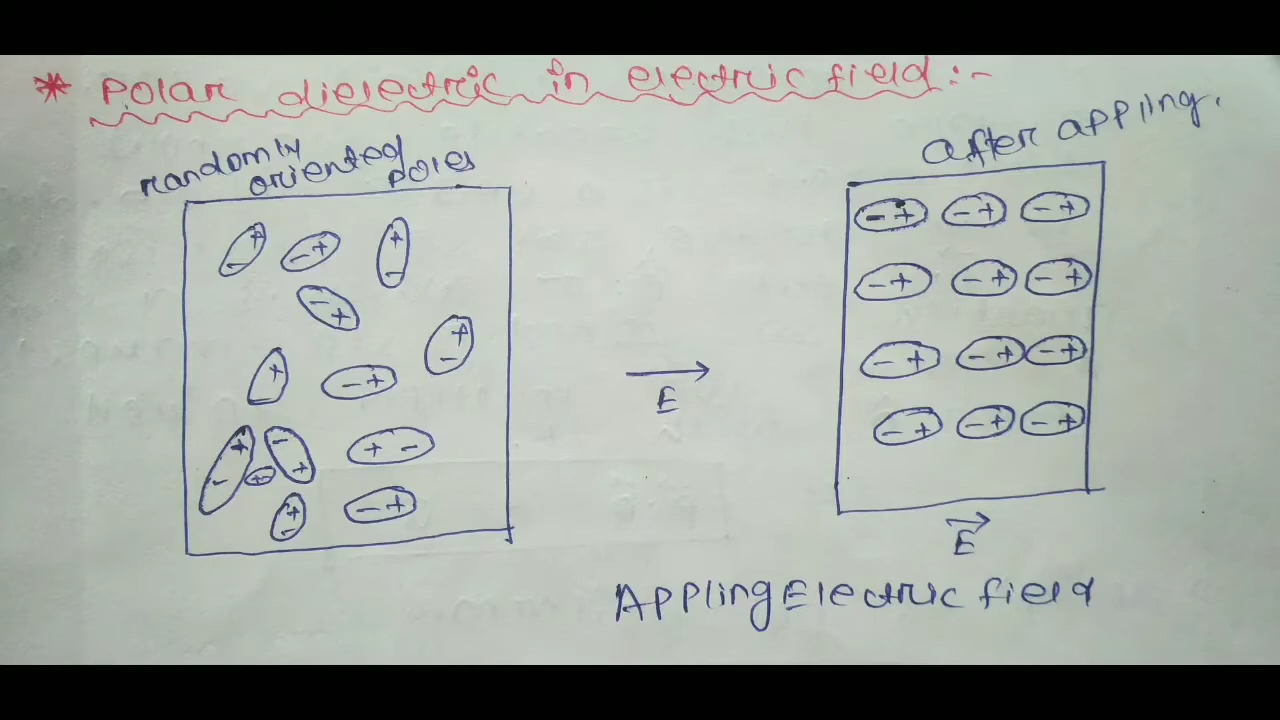 * Polar dielectric in electric field:-
randomly
oriented
poles
after appling.
E
E
Appling Electric field